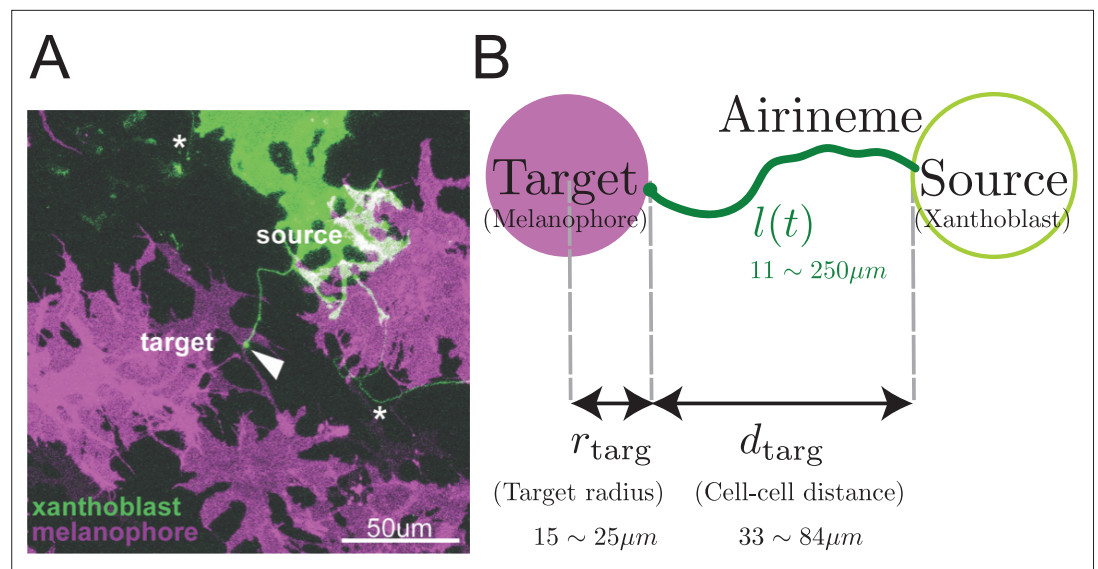 A
*
source
target
*
xanthoblast
melanophore
50um
B
Airineme
Target
(Melanophore)
Source
(Xanthoblast)
l(t)
11 ~ 250μm
r_targ
d_targ
(Target radius)
(Cell-cell distance)
15 ~ 25μm
33 ~ 84μm